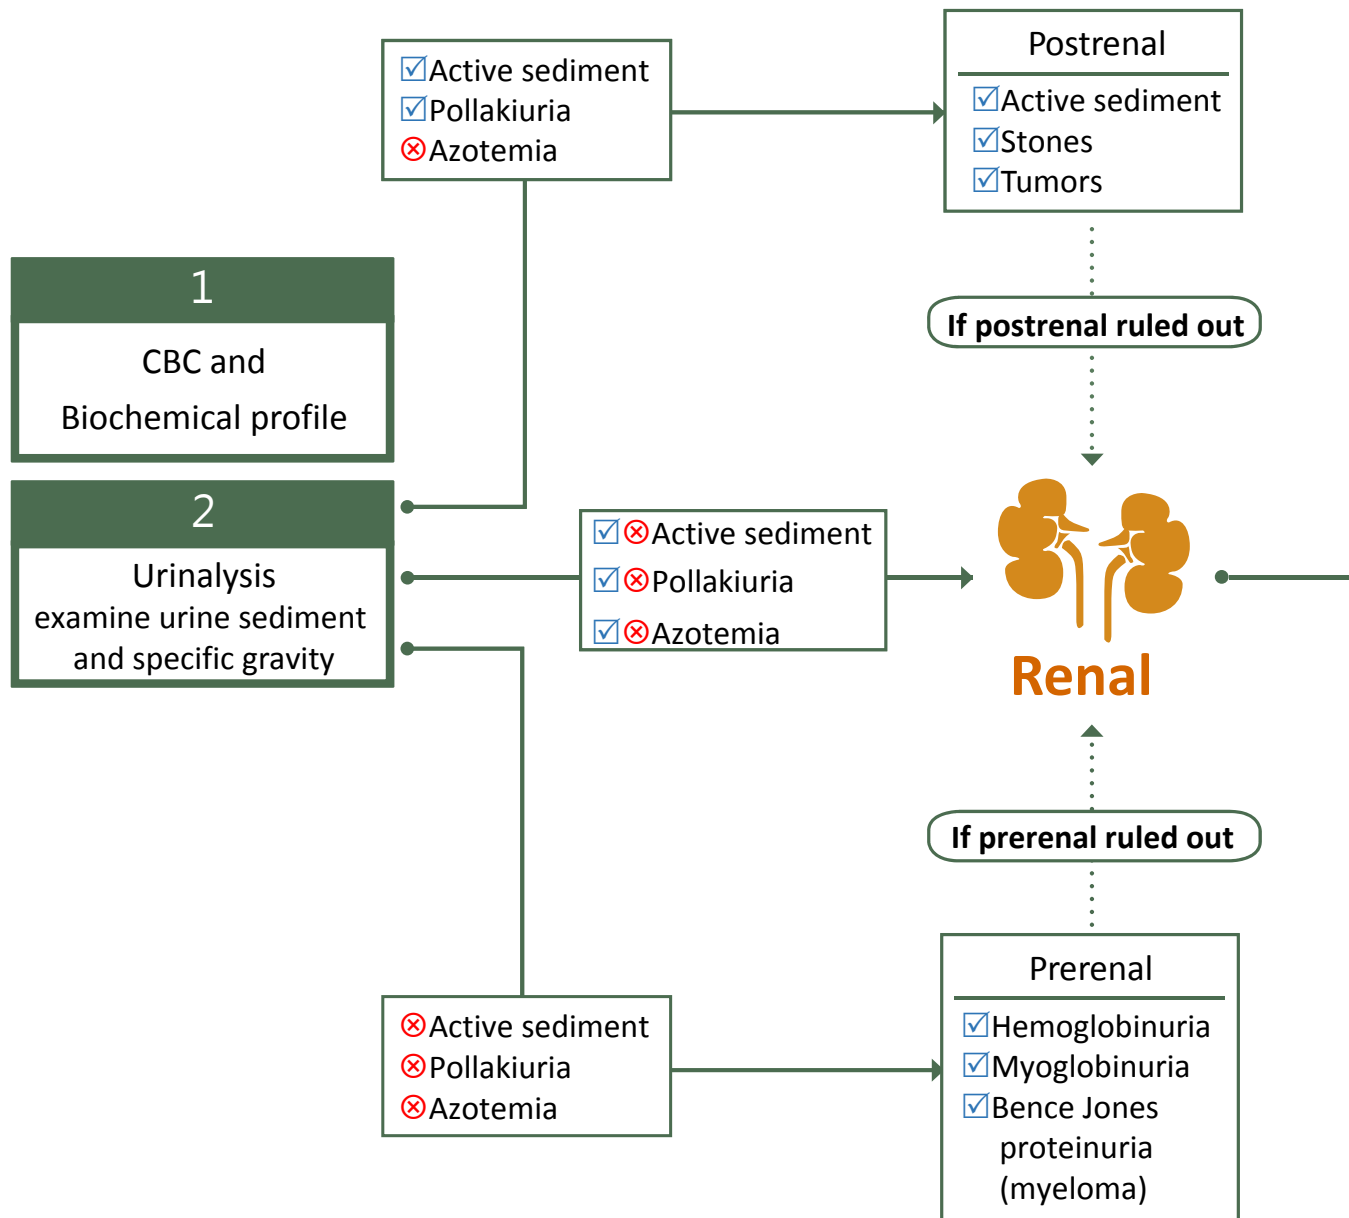 1
CBC and
Biochemical profile
2
Urinalysis
examine urine sediment
and specific gravity
Active sediment
Pollakiuria
Azotemia
Postrenal
Active sediment
Stones
Tumors
If postrenal ruled out
Active sediment
Pollakiuria
Azotemia
Renal
If prerenal ruled out
Active sediment
Pollakiuria
Azotemia
Prerenal
Hemoglobinuria
Myoglobinuria
Bence Jones
proteinuria
(myeloma)